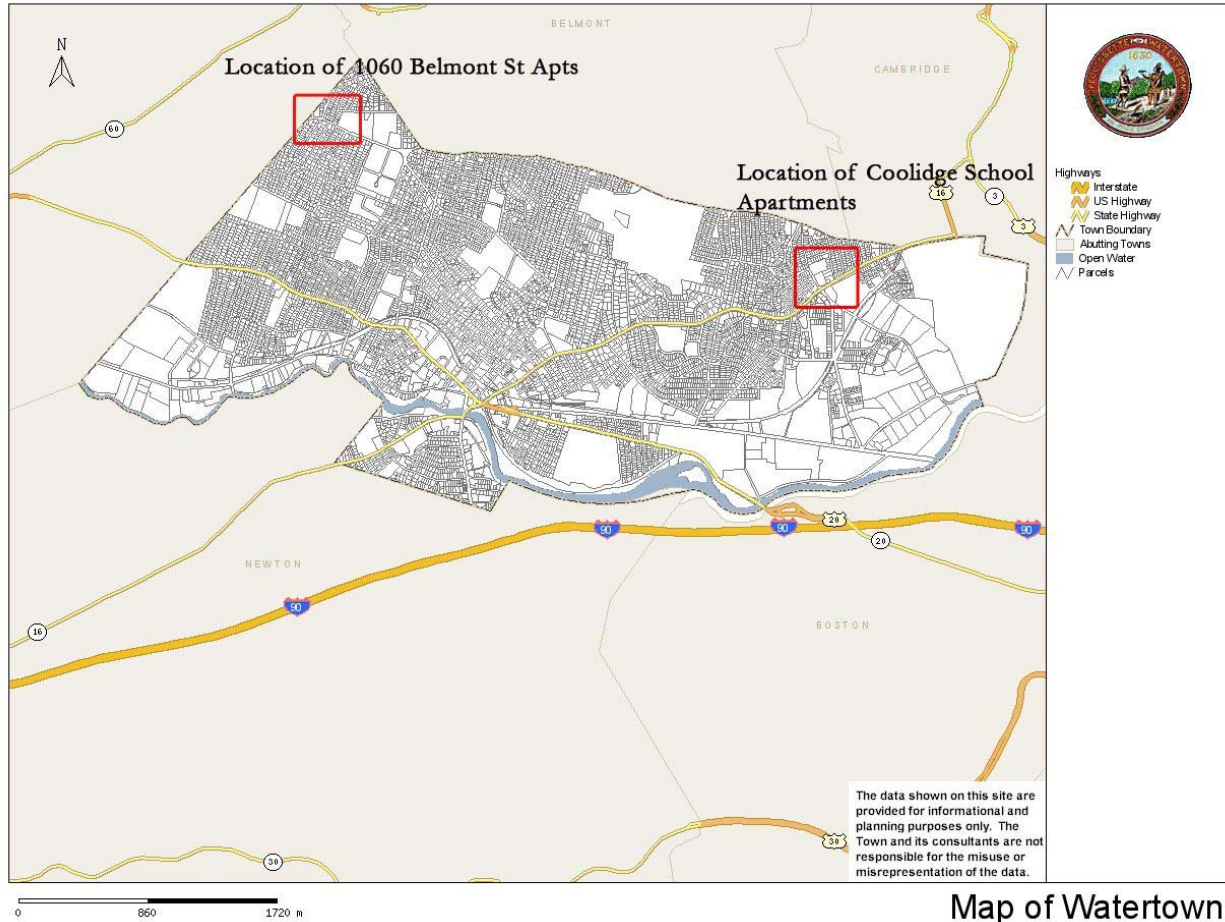 BELMONT
N
Location of 1060 Belmont St Apts
CAMBRIDGE
60
1630
Location of Coolidge School
Apartments
16
3
3
Highways
Interstate
US Highway
State Highway
Town Boundary
Abutting Towns
Open Water
Parcels
90
90
90
20
20
NEWTON
90
16
BOSTON
The data shown on this site are
provided for informational and
planning purposes only. The
Town and its consultants are not
responsible for the misuse or
misrepresentation of the data.
30
30
0 860 1720 m
Map of Watertown